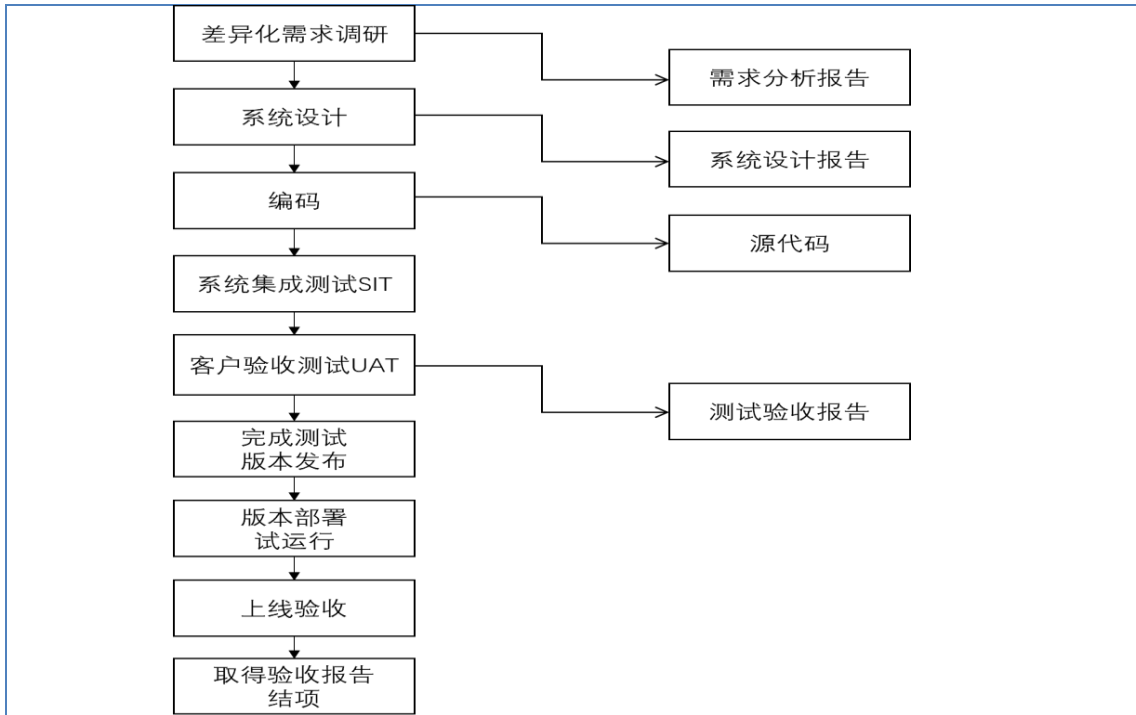 差异化需求调研
需求分析报告
系统设计
系统设计报告
编码
源代码
系统集成测试SIT
客户验收测试UAT
测试验收报告
完成测试
版本发布
版本部署
试运行
上线验收
取得验收报告
结项